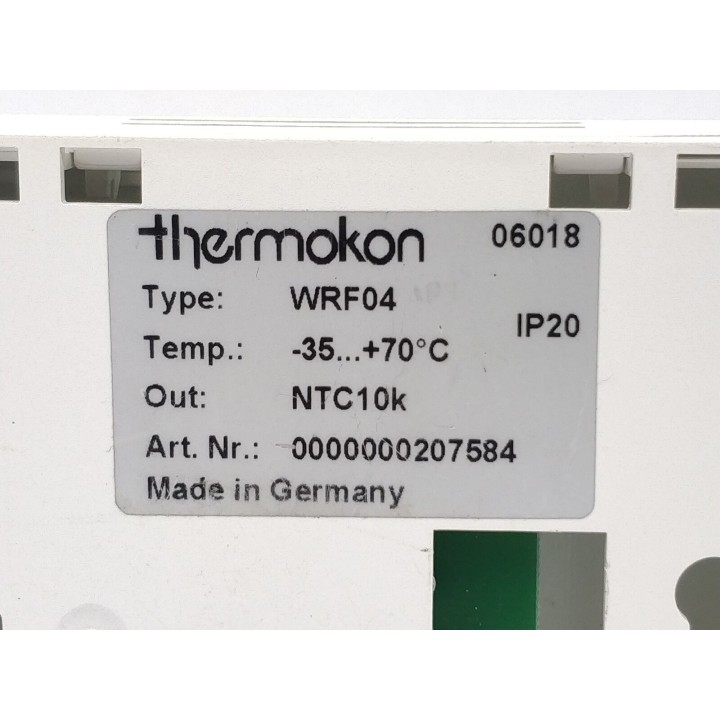 thermokon 06018
Type: WRF04
IP20
Temp.: -35...+70°C
Out: NTC10k
Art. Nr.: 0000000207584
Made in Germany